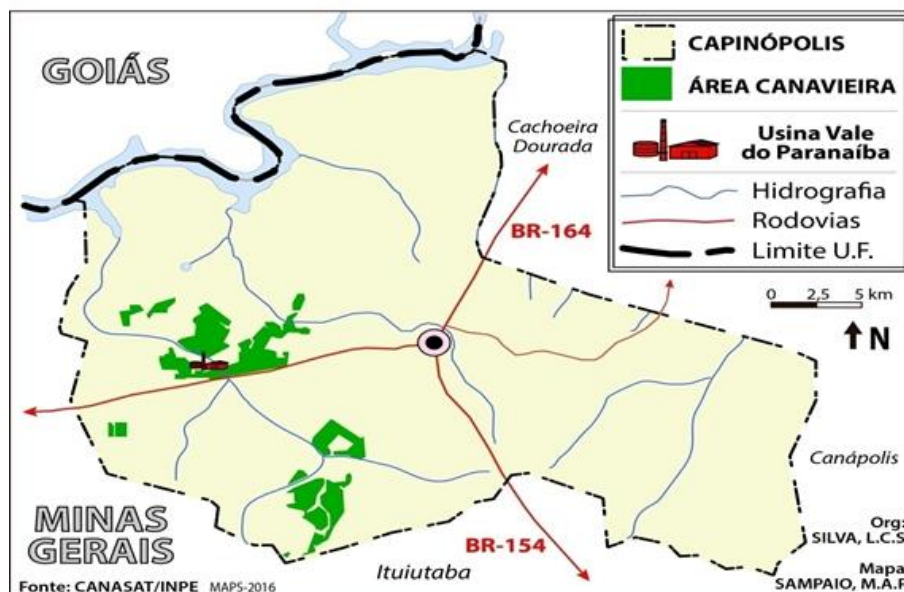 GOIÁS
CAPINÓPOLIS
ÁREA CANAVIEIRA
Usina Vale
do Paranaíba
Hidrografia
Rodovias
Limite U.F.
Cachoeira
Dourada
BR-164
0 2,5 5 km
N
Canápolis
MINAS
GERAIS
BR-154
Ituiutaba
Org:
SILVA, L.C.S
Mapa
SAMPAIO, M.A.P
Fonte: CANASAT/INPE MAPS-2016